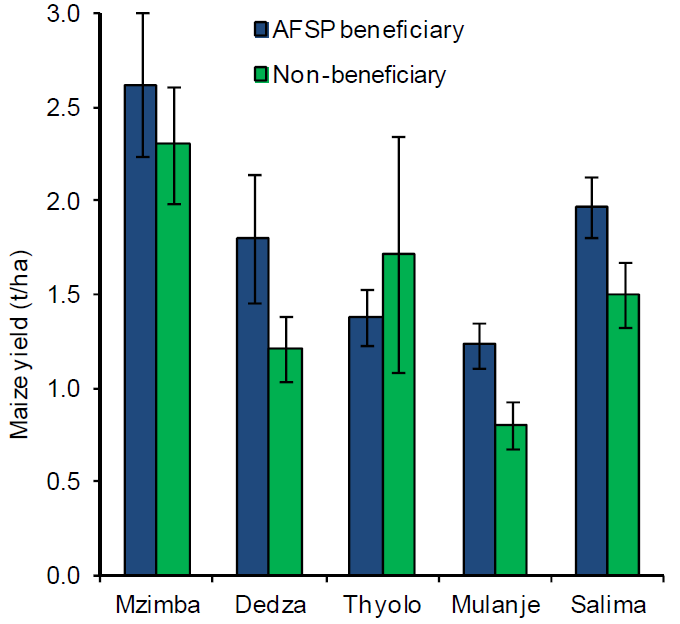 3.0
2.5
2.0
1.5
1.0
0.5
0.0
Maize yield (t/ha)
AFSP beneficiary
Non-beneficiary
Mzimba Dedza Thyolo Mulanje Salima